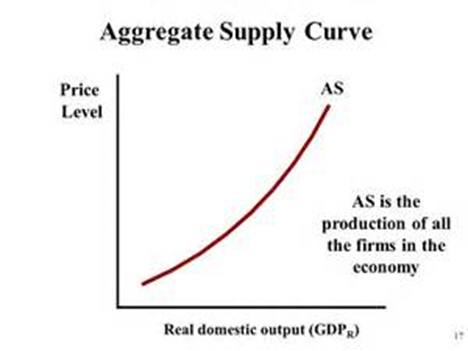 Aggregate Supply Curve
Price
Level
AS
AS is the
production of all
the firms in the
economy
Real domestic output (GDPR)
17